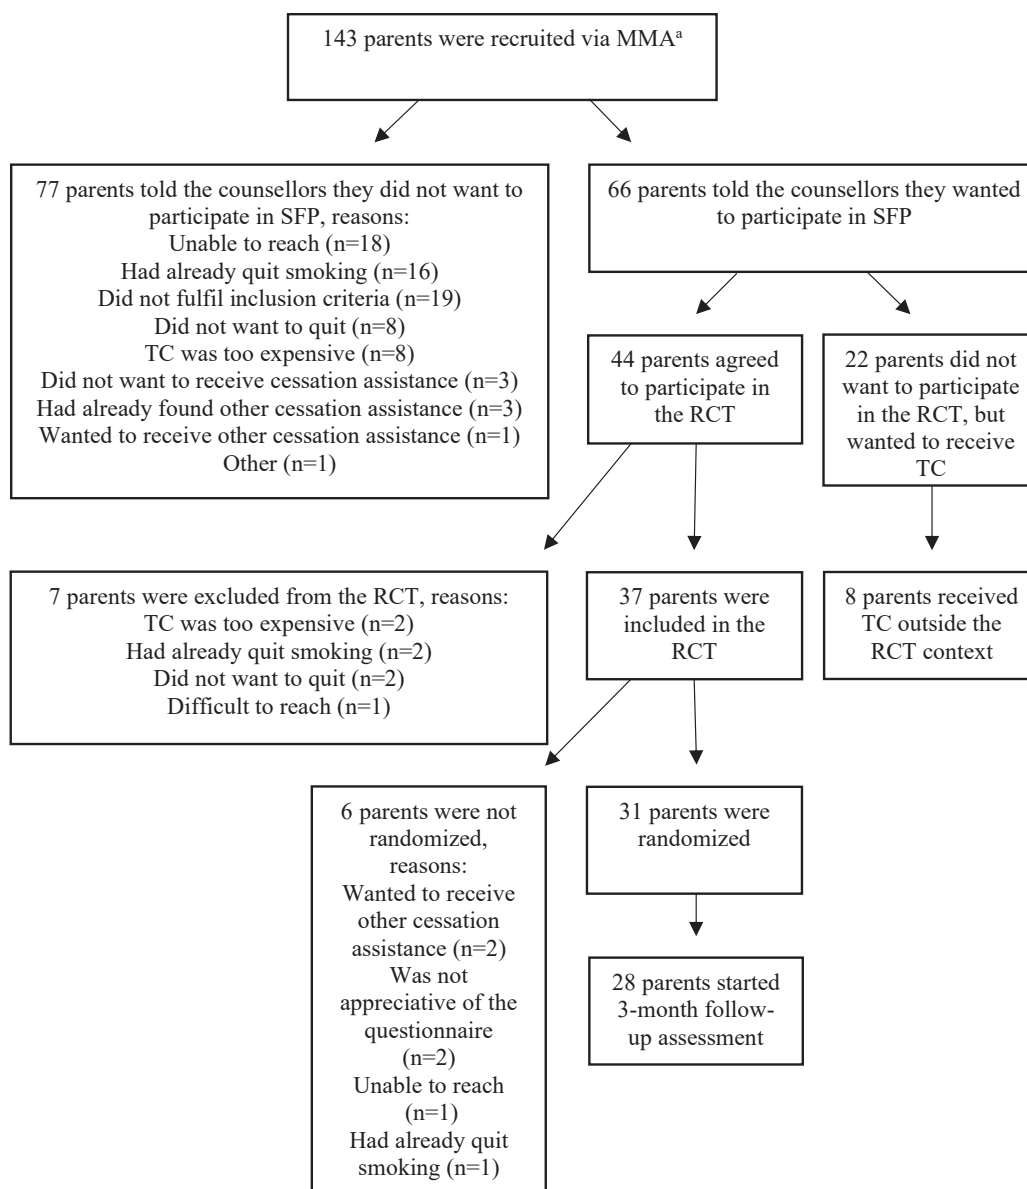 143 parents were recruited via MMAᵃ
77 parents told the counsellors they did not want to
participate in SFP, reasons:
Unable to reach (n=18)
Had already quit smoking (n=16)
Did not fulfil inclusion criteria (n=19)
Did not want to quit (n=8)
TC was too expensive (n=8)
Did not want to receive cessation assistance (n=3)
Had already found other cessation assistance (n=3)
Wanted to receive other cessation assistance (n=1)
Other (n=1)
66 parents told the counsellors they wanted
to participate in SFP
44 parents agreed
to participate in
the RCT
22 parents did not
want to participate
in the RCT, but
wanted to receive
TC
7 parents were excluded from the RCT, reasons:
TC was too expensive (n=2)
Had already quit smoking (n=2)
Did not want to quit (n=2)
Difficult to reach (n=1)
37 parents were
included in the
RCT
8 parents received
TC outside the
RCT context
6 parents were not
randomized,
reasons:
Wanted to receive
other cessation
assistance (n=2)
Was not
appreciative of the
questionnaire
(n=2)
Unable to reach
(n=1)
Had already quit
smoking (n=1)
31 parents were
randomized
28 parents started
3-month follow-
up assessment